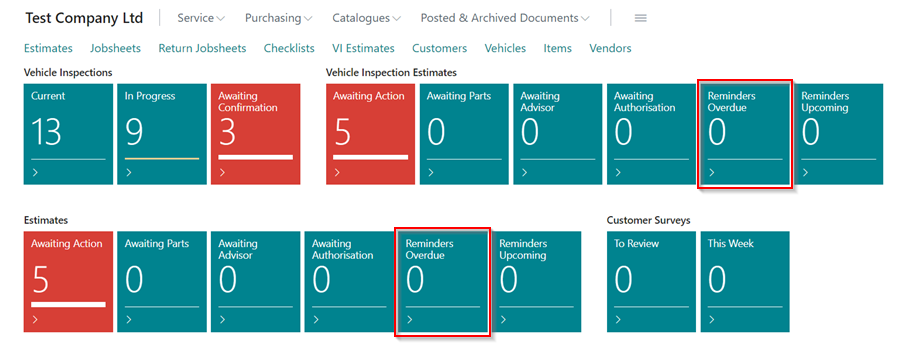 Test Company Ltd Service Purchasing Catalogues Posted & Archived Documents
Estimates Jobsheets Return Jobsheets Checklists VI Estimates Customers Vehicles Items Vendors
Vehicle Inspections
Current
13
In Progress
9
Awaiting
Confirmation
3
Vehicle Inspection Estimates
Awaiting Action
5
Awaiting Parts
0
Awaiting
Advisor
0
Awaiting
Authorisation
0
Reminders
Overdue
0
Reminders
Upcoming
0
Estimates
Awaiting Action
5
Awaiting Parts
0
Awaiting
Advisor
0
Awaiting
Authorisation
0
Reminders
Overdue
0
Reminders
Upcoming
0
Customer Surveys
To Review
0
This Week
0